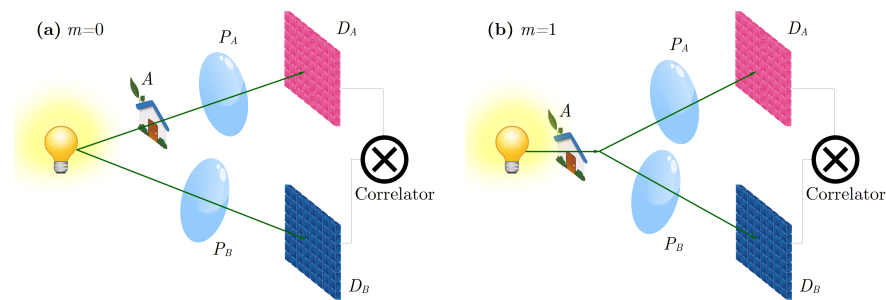 (a) m=0
A
P_A
D_A
P_B
D_B
Correlator
(b) m=1
A
P_A
D_A
P_B
D_B
Correlator